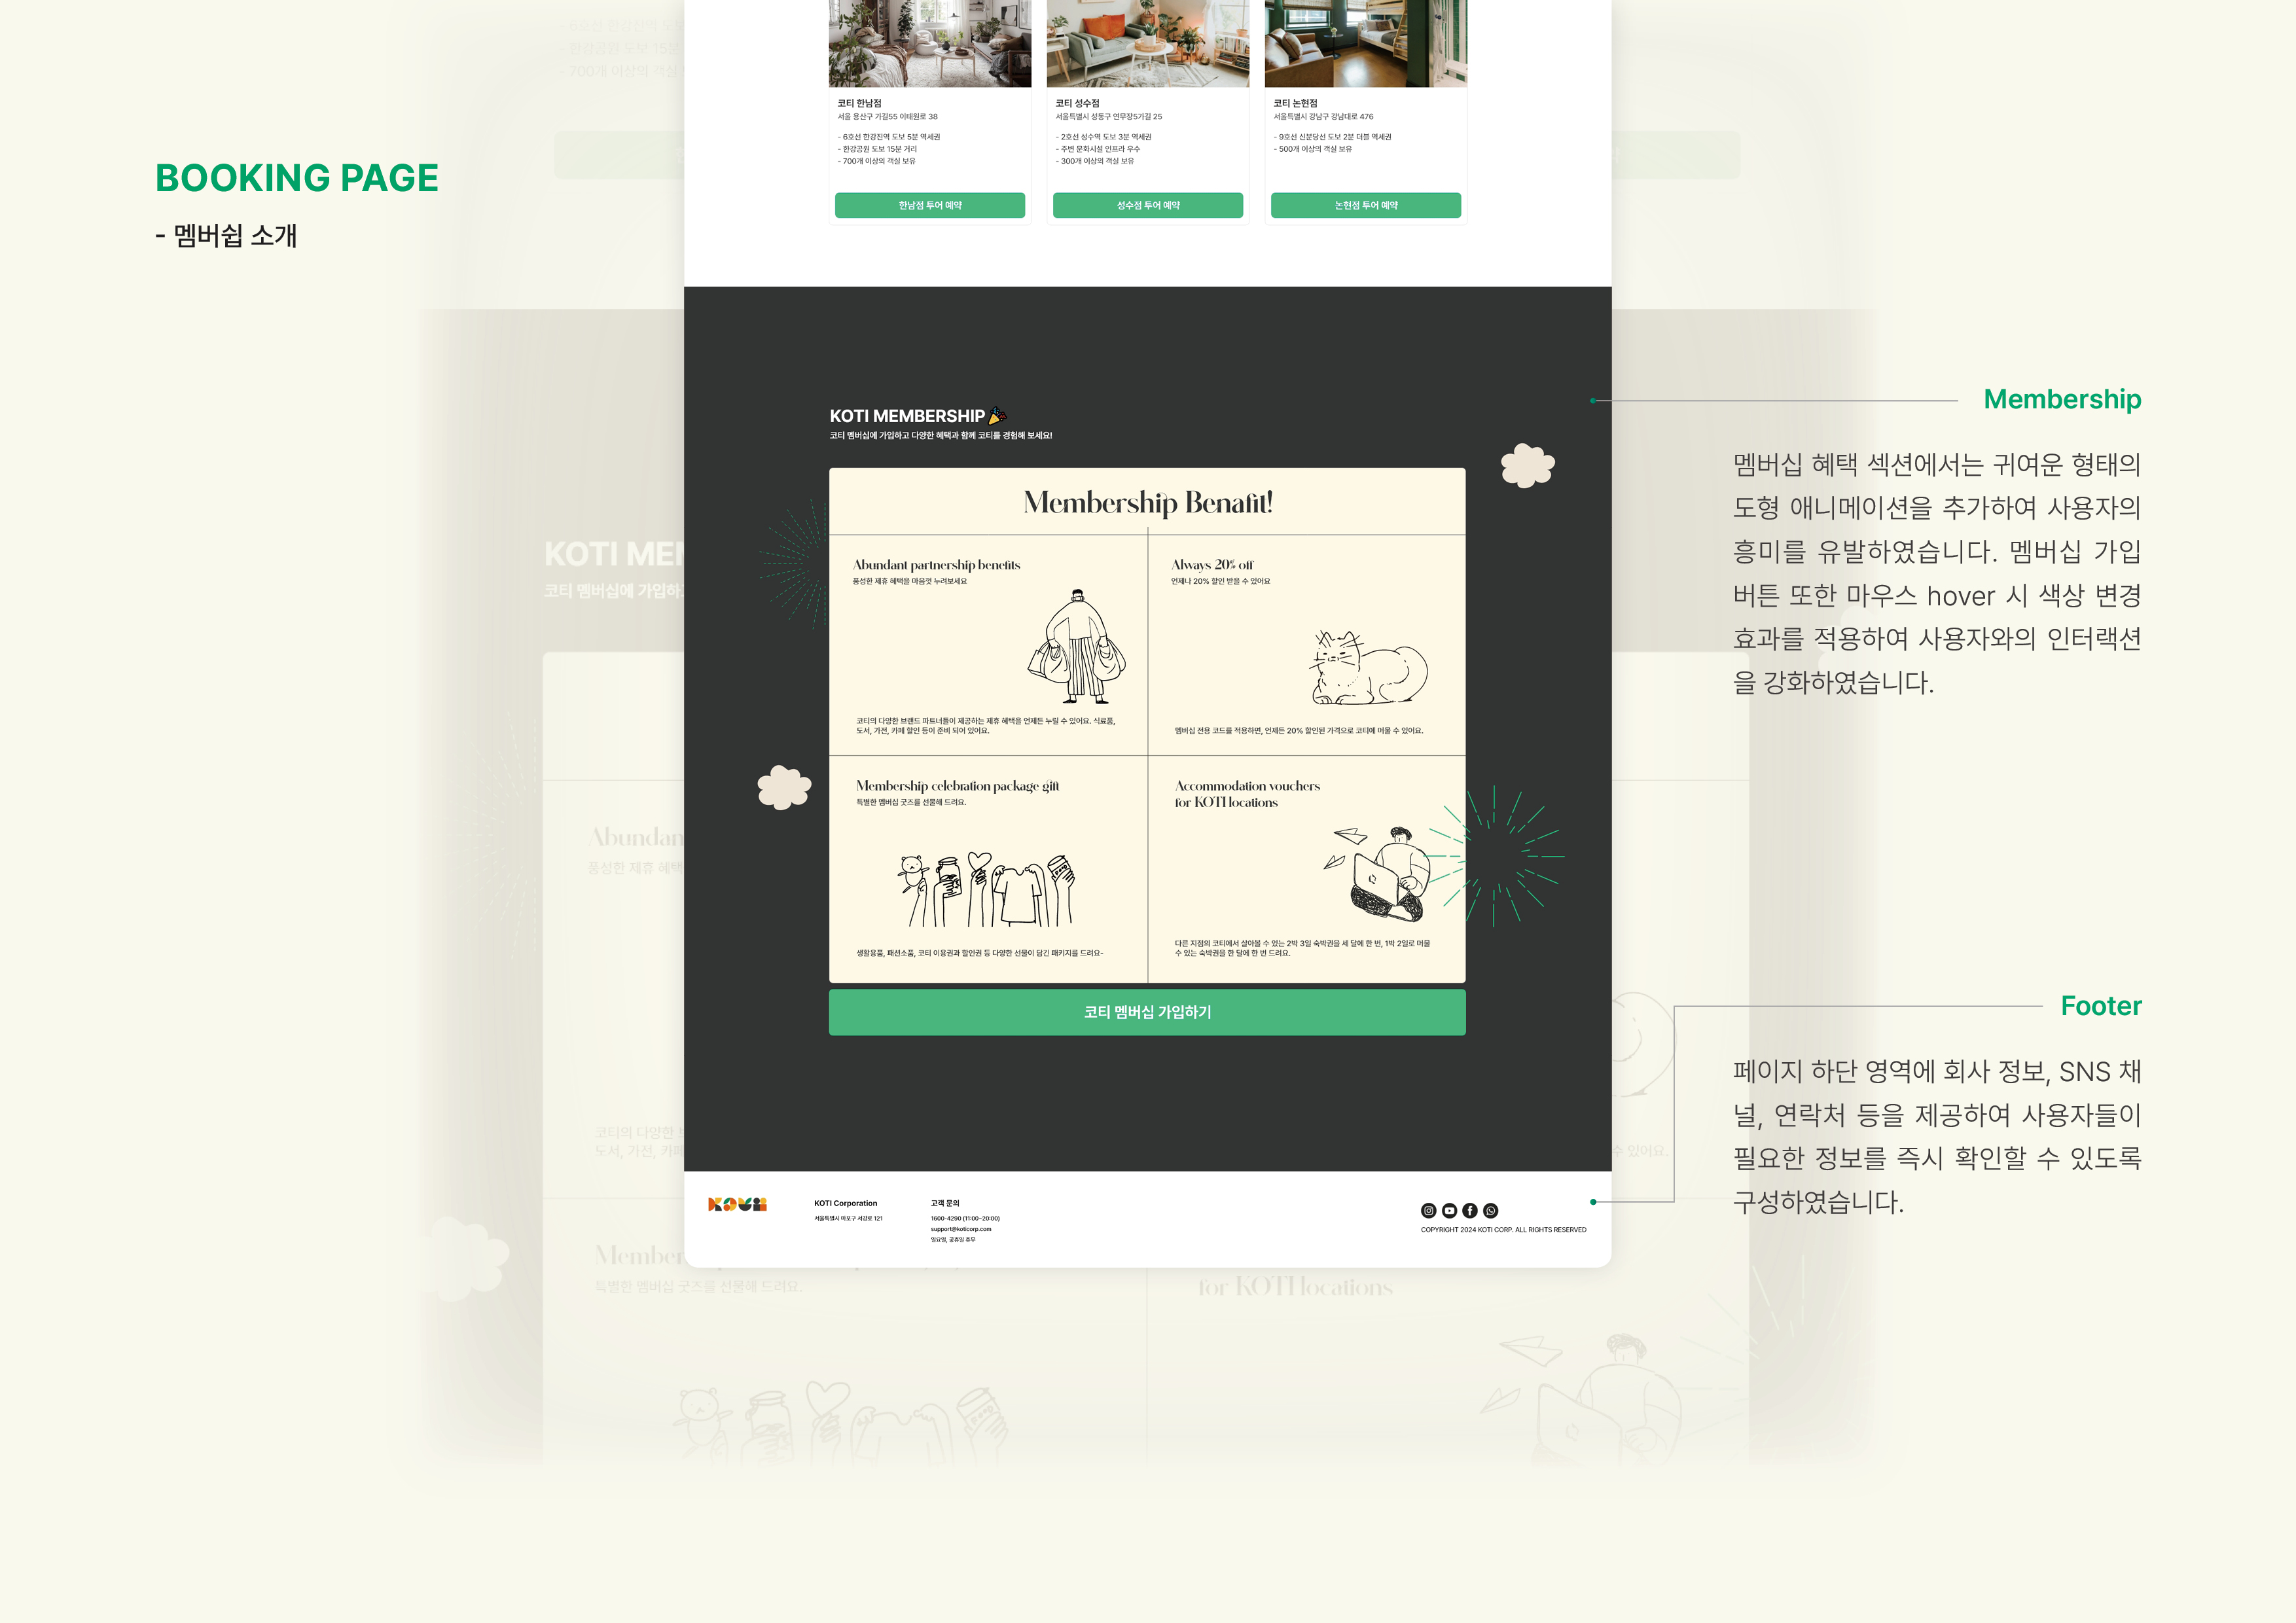 BOOKING PAGE
- 멤버쉽 소개
코티 한남점
서울 용산구 가길55 이태원로 38
- 6호선 한강진역 도보 5분 역세권
- 한강공원 도보 15분 거리
- 700개 이상의 객실 보유
한남점 투어 예약
코티 성수점
서울특별시 성동구 연무장5가길 25
- 2호선 성수역 도보 3분 역세권
- 주변 문화시설 인프라 우수
- 300개 이상의 객실 보유
성수점 투어 예약
코티 논현점
서울특별시 강남구 강남대로 476
- 9호선 신분당선 도보 2분 더블 역세권
- 500개 이상의 객실 보유
논현점 투어 예약
KOTI MEMBERSHIP
코티 멤버십에 가입하고 다양한 혜택과 함께 코티를 경험해 보세요!
Membership Benafit!
Abundant partnership benefits
풍성한 제휴 혜택을 마음껏 누려보세요
코티의 다양한 브랜드 파트너들이 제공하는 제휴 혜택을 언제든 누릴 수 있어요. 식료품,
도서, 가전, 카페 할인 등이 준비 되어 있어요.
Always 20% off
언제나 20% 할인 받을 수 있어요
멤버십 전용 코드를 적용하면, 언제든 20% 할인된 가격으로 코티에 머물 수 있어요.
Membership celebration package gift
특별한 멤버십 굿즈를 선물해 드려요.
생활용품, 패션소품, 코티 이용권과 할인권 등 다양한 선물이 담긴 패키지를 드려요~
Accommodation vouchers
for KOTI locations
다른 지점의 코티에서 살아볼 수 있는 2박 3일 숙박권을 세 달에 한 번, 1박 2일로 머물
수 있는 숙박권을 한 달에 한 번 드려요.
코티 멤버십 가입하기
KOTI
KOTI Corporation
서울특별시 마포구 서강로 121
고객 문의
1600-4290 (11:00~20:00)
support@koticorp.com
일요일, 공휴일 휴무
COPYRIGHT 2024 KOTI CORP. ALL RIGHTS RESERVED
Membership
멤버십 혜택 섹션에서는 귀여운 형태의
도형 애니메이션을 추가하여 사용자의
흥미를 유발하였습니다. 멤버십 가입
버튼 또한 마우스 hover 시 색상 변경
효과를 적용하여 사용자와의 인터랙션
을 강화하였습니다.
Footer
페이지 하단 영역에 회사 정보, SNS 채
널, 연락처 등을 제공하여 사용자들이
필요한 정보를 즉시 확인할 수 있도록
구성하였습니다.